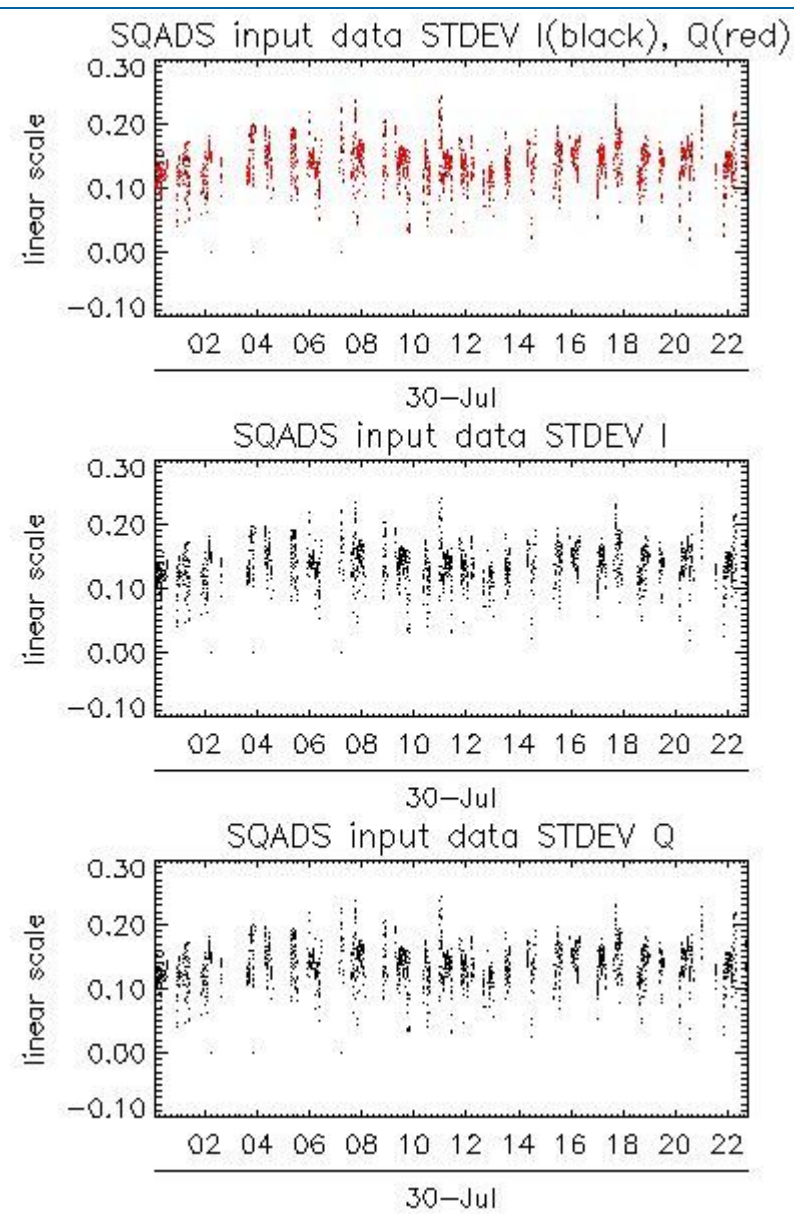 SQADS input data STDEV I(black), Q(red)
0.30
0.20
0.10
0.00
−0.10
linear scale
02 04 06 08 10 12 14 16 18 20 22
30−Jul
SQADS input data STDEV I
0.30
0.20
0.10
0.00
−0.10
linear scale
02 04 06 08 10 12 14 16 18 20 22
30−Jul
SQADS input data STDEV Q
0.30
0.20
0.10
0.00
−0.10
linear scale
02 04 06 08 10 12 14 16 18 20 22
30−Jul